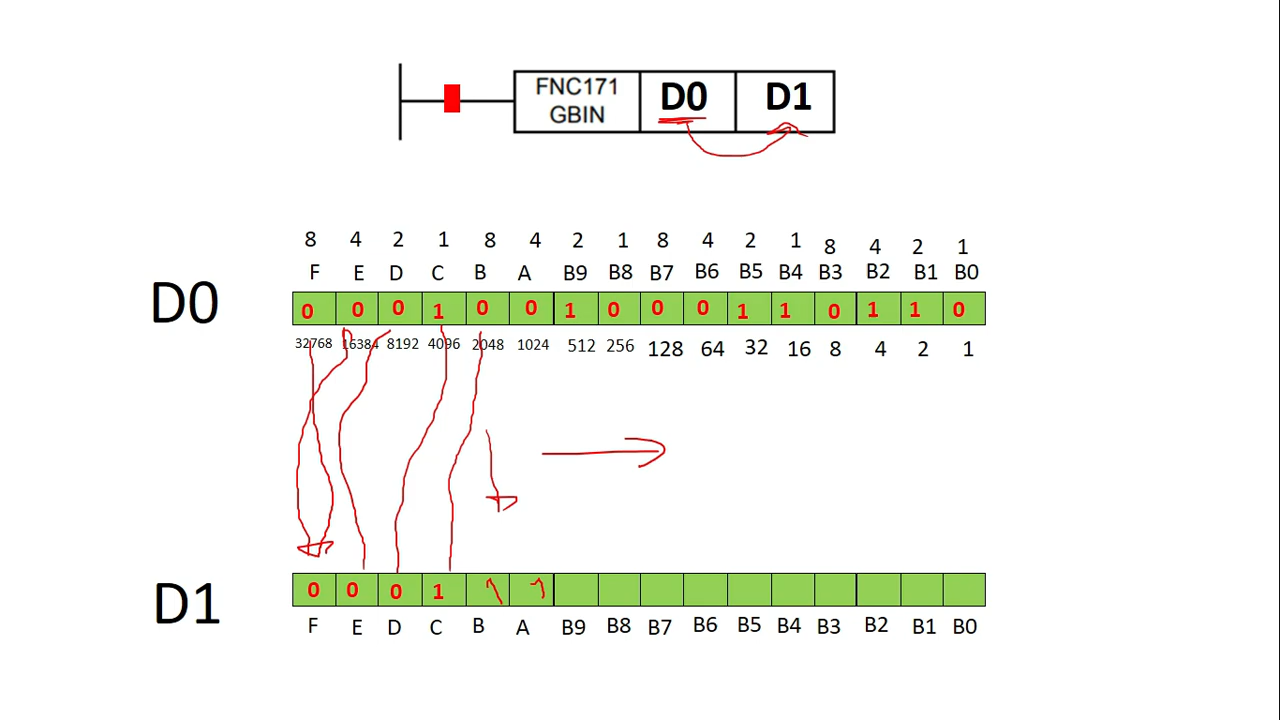 FNC171 D0 D1
GBIN
8 4 2 1 8 4 2 1 8 4 2 1 8 4 2 1
F E D C B A B9 B8 B7 B6 B5 B4 B3 B2 B1 B0
D0 0 0 0 1 0 0 1 0 0 0 1 1 0 1 1 0
32768 16384 8192 4096 2048 1024 512 256 128 64 32 16 8 4 2 1
D1 0 0 0 1 1 1
F E D C B A B9 B8 B7 B6 B5 B4 B3 B2 B1 B0